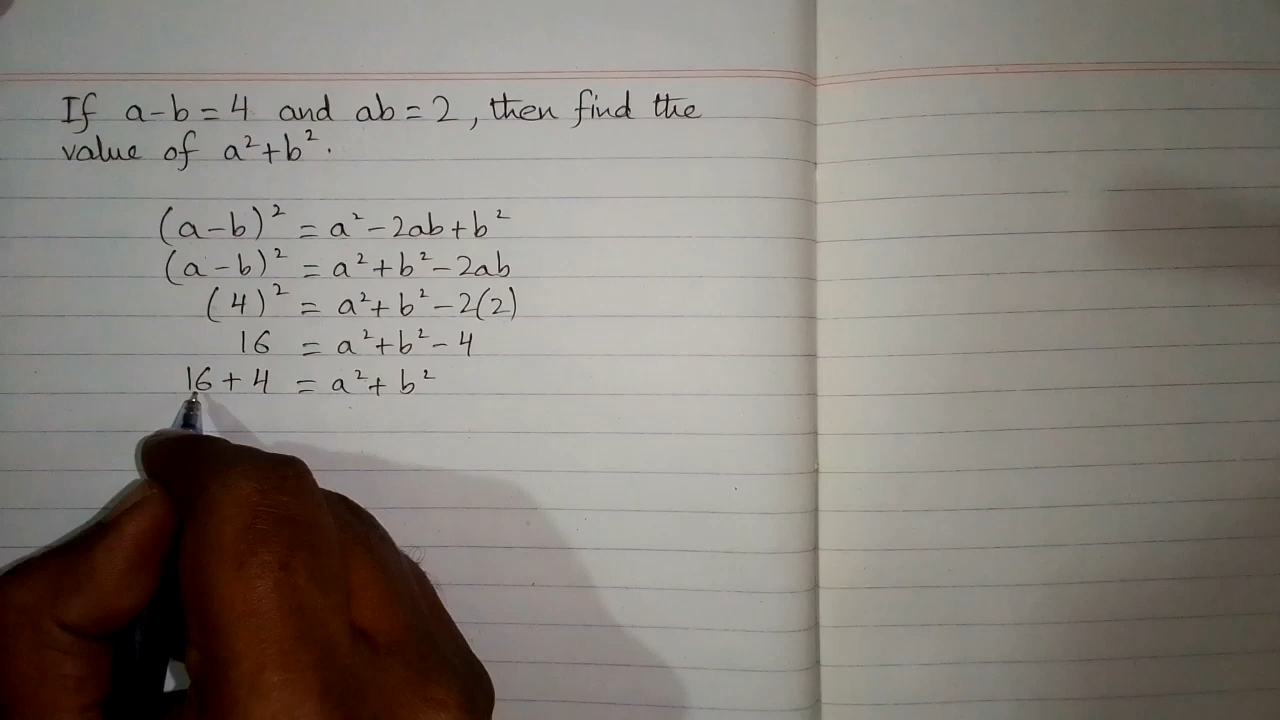 If a-b=4 and ab=2, then find the
value of a²+b².
(a-b)² = a²-2ab+b²
(a-b)² = a²+b²-2ab
(4)² = a²+b²-2(2)
16 = a²+b²-4
16+4 = a²+b²